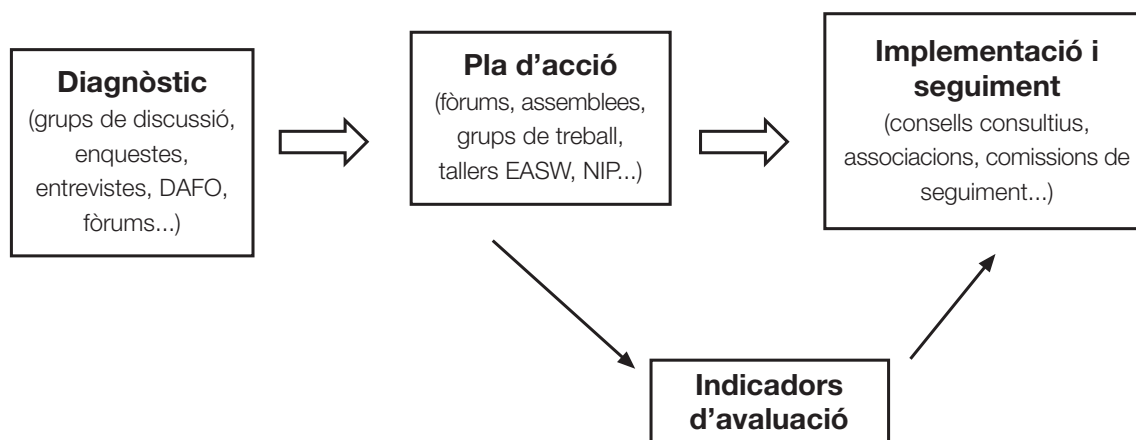 Diagnòstic
(grups de discussió,
enquestes,
entrevistes, DAFO,
fòrums...)
Pla d’acció
(fòrums, assemblees,
grups de treball,
tallers EASW, NIP...)
Implementació i
seguiment
(consells consultius,
associacions, comissions de
seguiment...)
Indicadors
d’avaluació